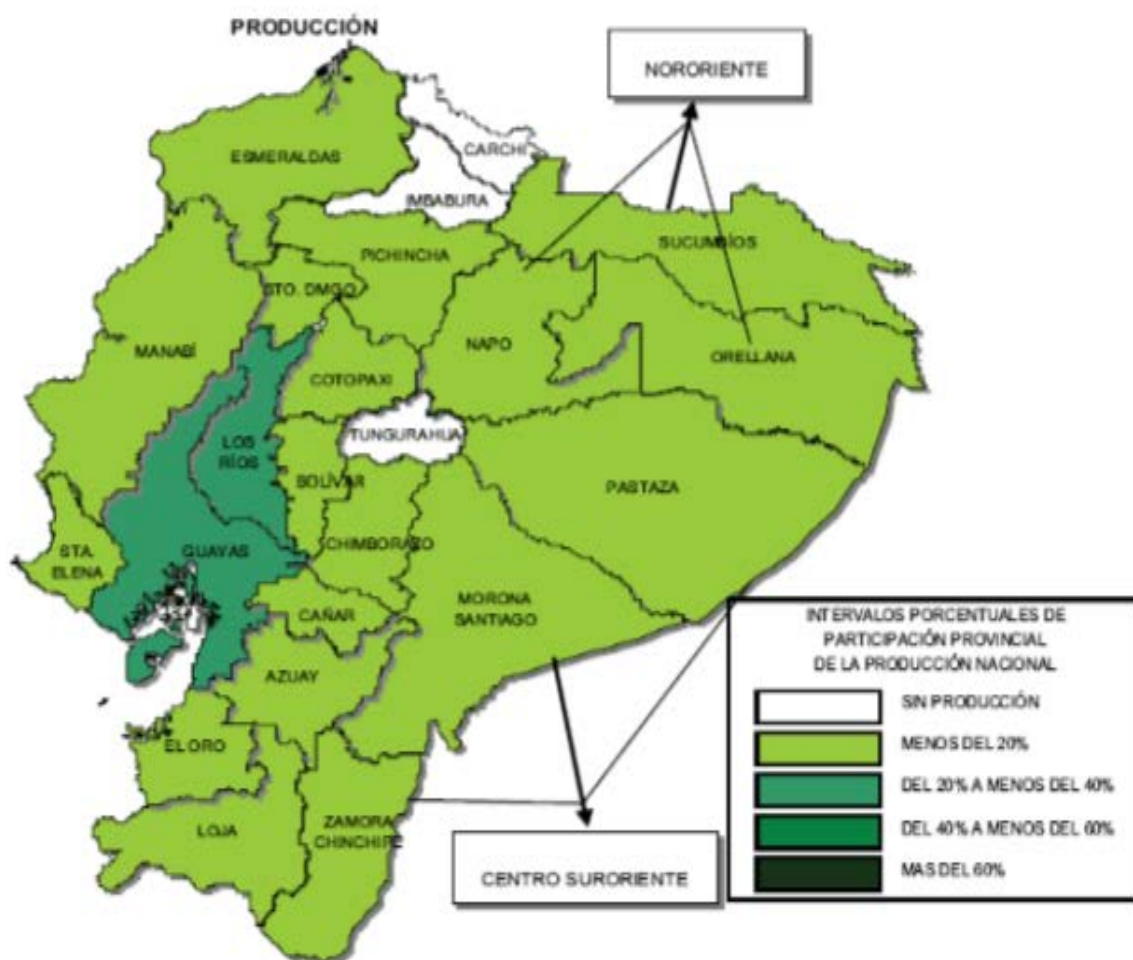 PRODUCCIÓN
NORORIENTE
CARCHI
ESMERALDAS
IMBABURA
SUCUMBÍOS
PICHINCHA
STO. DMGO
NAPO
MANABÍ
ORELLANA
COTOPAXI
TUNGURAHUA
LOS
RÍOS
BOLÍVAR
PASTAZA
CHIMBORAZO
STA.
ELENA
GUAYAS
MORONA
SANTIAGO
CAÑAR
AZUAY
EL ORO
LOJA
ZAMORA
CHINCHIPE
CENTRO SURORIENTE
INTERVALOS PORCENTUALES DE
PARTICIPACIÓN PROVINCIAL
DE LA PRODUCCIÓN NACIONAL
SIN PRODUCCIÓN
MENOS DEL 20%
DEL 20% A MENOS DEL 40%
DEL 40% A MENOS DEL 60%
MAS DEL 60%